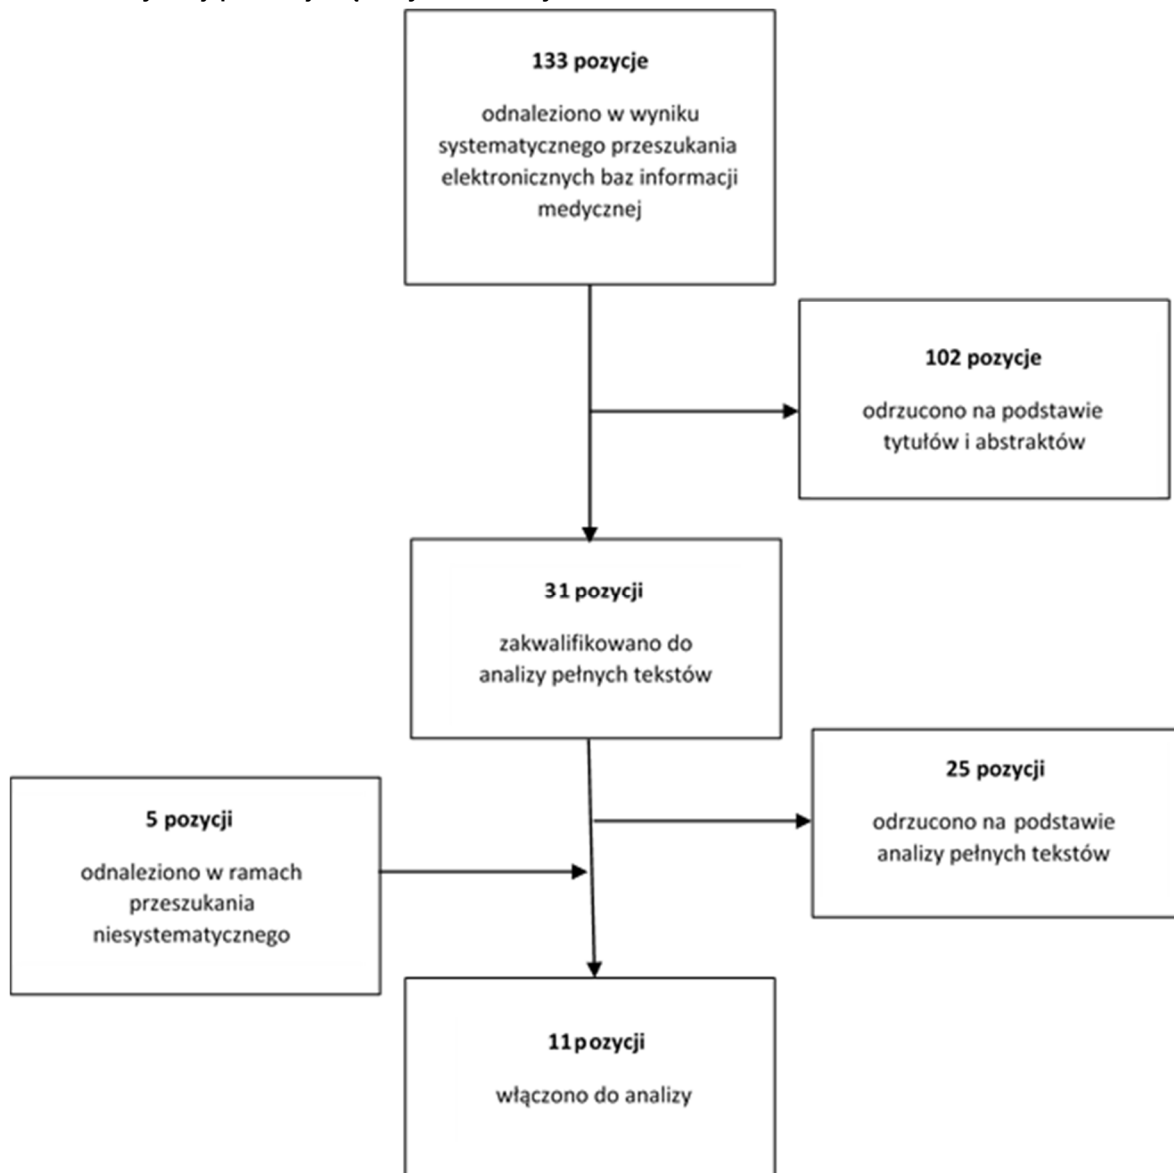 133 pozycje
odnaleziono w wyniku
systematycznego przeszukania
elektronicznych baz informacji
medycznej
102 pozycje
odrzucono na podstawie
tytułów i abstraktów
31 pozycji
zakwalifikowano do
analizy pełnych tekstów
25 pozycji
odrzucono na podstawie
analizy pełnych tekstów
5 pozycji
odnaleziono w ramach
przeszukania
niesystematycznego
11pozycji
włączono do analizy